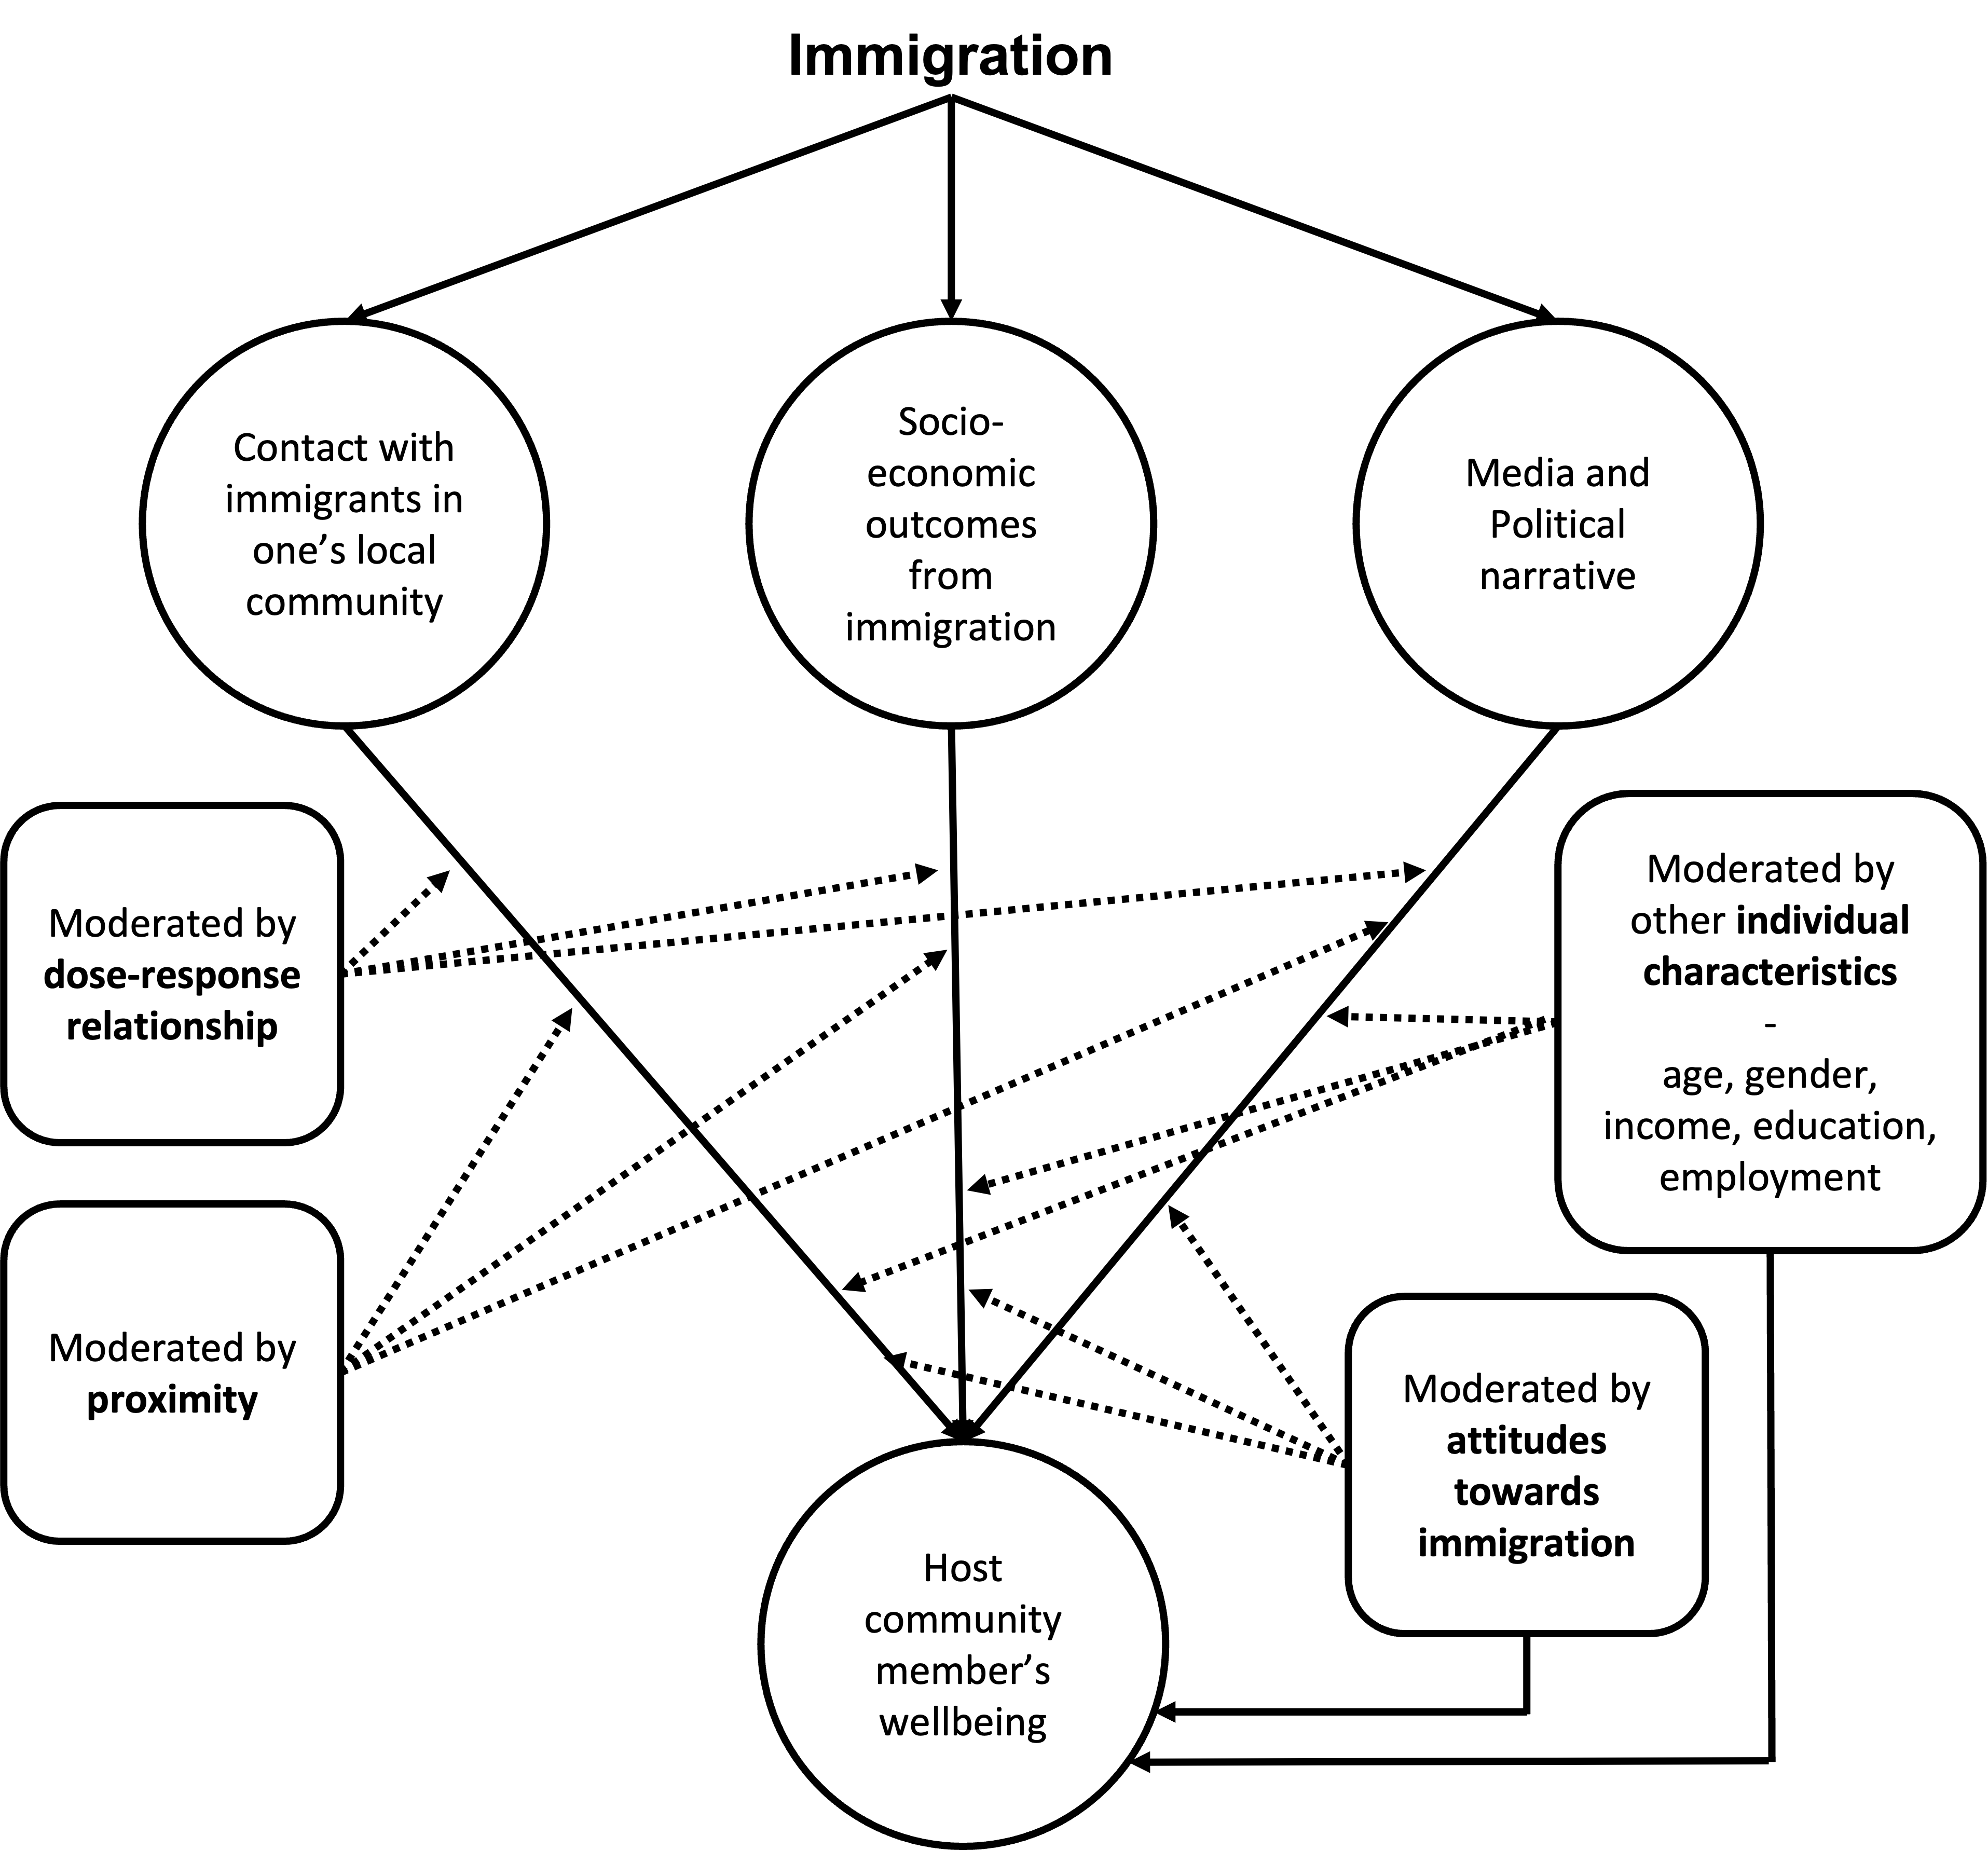 Immigration
Contact with
immigrants in
one’s local
community
Socio-
economic
outcomes
from
immigration
Media and
Political
narrative
Moderated by
dose-response
relationship
Moderated by
other individual
characteristics
-
age, gender,
income, education,
employment
Moderated by
proximity
Moderated by
attitudes
towards
immigration
Host
community
member’s
wellbeing